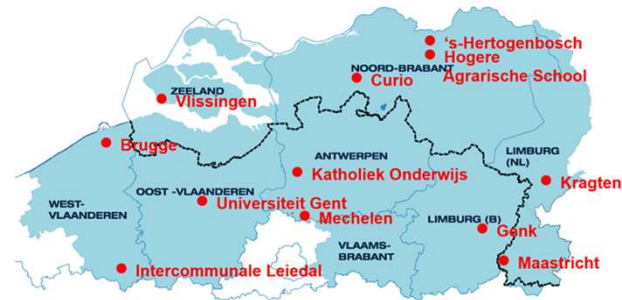 's-Hertogenbosch
Hogere
NOORD-BRABANT
Agrarische School
Curio
ZEELAND
Vlissingen
Brugge
ANTWERPEN
LIMBURG
(NL)
Katholiek Onderwijs
Kragten
OOST -VLAANDEREN
WEST-
VLAANDEREN
Universiteit Gent
Mechelen
LIMBURG (B)
Genk
VLAAMS-
BRABANT
Maastricht
Intercommunale Leiedal